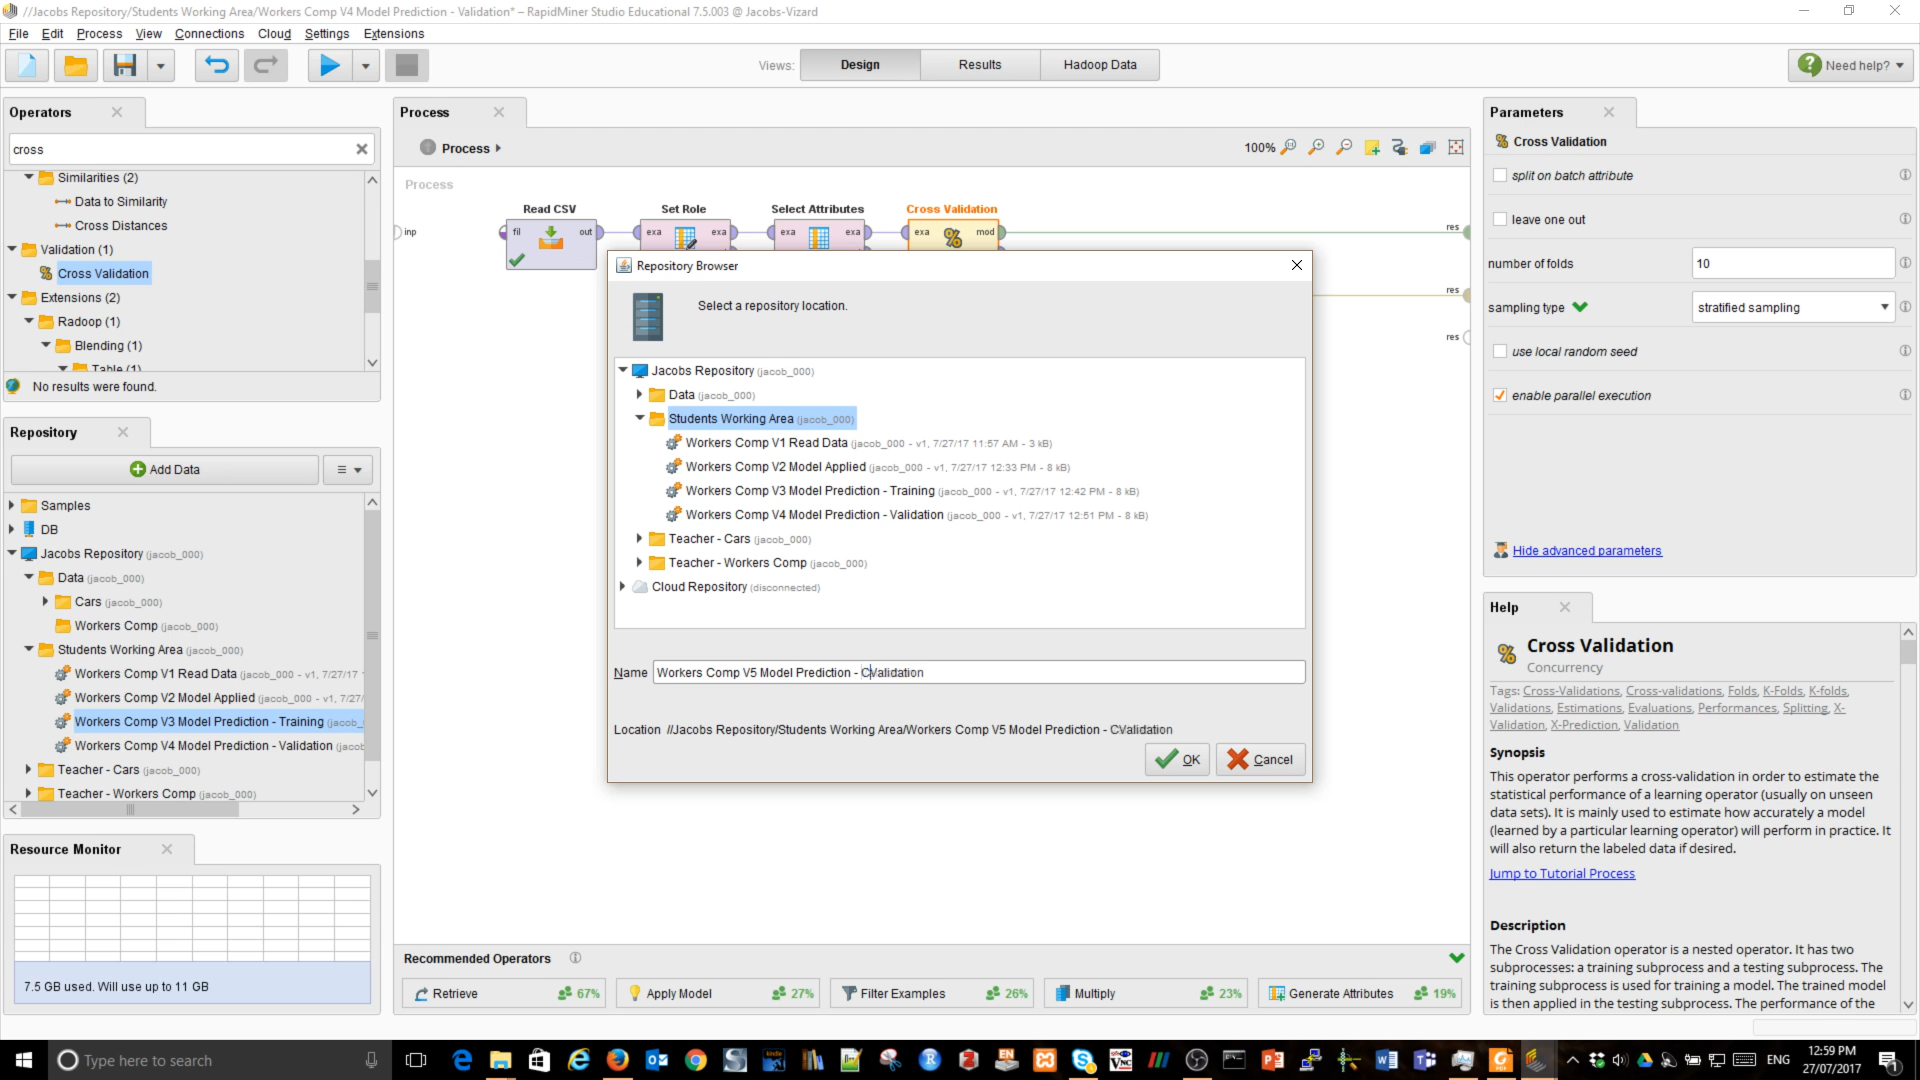 //Jacobs Repository/Students Working Area/Workers Comp V4 Model Prediction - Validation* – RapidMiner Studio Educational 7.5.003 @ Jacobs-Vizard
File Edit Process View Connections Cloud Settings Extensions
Views: Design Results Hadoop Data Need help?
Operators
cross
Similarities (2)
Data to Similarity
Cross Distances
Validation (1)
Cross Validation
Extensions (2)
Radoop (1)
Blending (1)
Table (1)
No results were found.
Repository
Add Data
Samples
DB
Jacobs Repository (jacob_000)
Data (jacob_000)
Cars (jacob_000)
Workers Comp (jacob_000)
Students Working Area (jacob_000)
Workers Comp V1 Read Data (jacob_000 - v1, 7/27/17
Workers Comp V2 Model Applied (jacob_000 - v1, 7/27/
Workers Comp V3 Model Prediction - Training (jacob_
Workers Comp V4 Model Prediction - Validation (jacob
Teacher - Cars (jacob_000)
Teacher - Workers Comp (jacob_000)
Resource Monitor
7.5 GB used. Will use up to 11 GB
Process
Process
100%
Process
Read CSV Set Role Select Attributes Cross Validation
inp fil out exa exa exa exa exa mod res
res
res
Repository Browser
Select a repository location.
Jacobs Repository (jacob_000)
Data (jacob_000)
Students Working Area (jacob_000)
Workers Comp V1 Read Data (jacob_000 - v1, 7/27/17 11:57 AM - 3 kB)
Workers Comp V2 Model Applied (jacob_000 - v1, 7/27/17 12:33 PM - 8 kB)
Workers Comp V3 Model Prediction - Training (jacob_000 - v1, 7/27/17 12:42 PM - 8 kB)
Workers Comp V4 Model Prediction - Validation (jacob_000 - v1, 7/27/17 12:51 PM - 8 kB)
Teacher - Cars (jacob_000)
Teacher - Workers Comp (jacob_000)
Cloud Repository (disconnected)
Name Workers Comp V5 Model Prediction - CValidation
Location //Jacobs Repository/Students Working Area/Workers Comp V5 Model Prediction - CValidation
OK Cancel
Recommended Operators
Retrieve 67% Apply Model 27% Filter Examples 26% Multiply 23% Generate Attributes 19%
Parameters
Cross Validation
split on batch attribute
leave one out
number of folds 10
sampling type stratified sampling
use local random seed
enable parallel execution
Hide advanced parameters
Help
Cross Validation
Concurrency
Tags: Cross-Validations, Cross-validations, Folds, K-Folds, K-folds,
Validations, Estimations, Evaluations, Performances, Splitting, X-
Validation, X-Prediction, Validation
Synopsis
This operator performs a cross-validation in order to estimate the
statistical performance of a learning operator (usually on unseen
data sets). It is mainly used to estimate how accurately a model
(learned by a particular learning operator) will perform in practice. It
will also return the labeled data if desired.
Jump to Tutorial Process
Description
The Cross Validation operator is a nested operator. It has two
subprocesses: a training subprocess and a testing subprocess. The
training subprocess is used for training a model. The trained model
is then applied in the testing subprocess. The performance of the
Type here to search
ENG
12:59 PM
27/07/2017